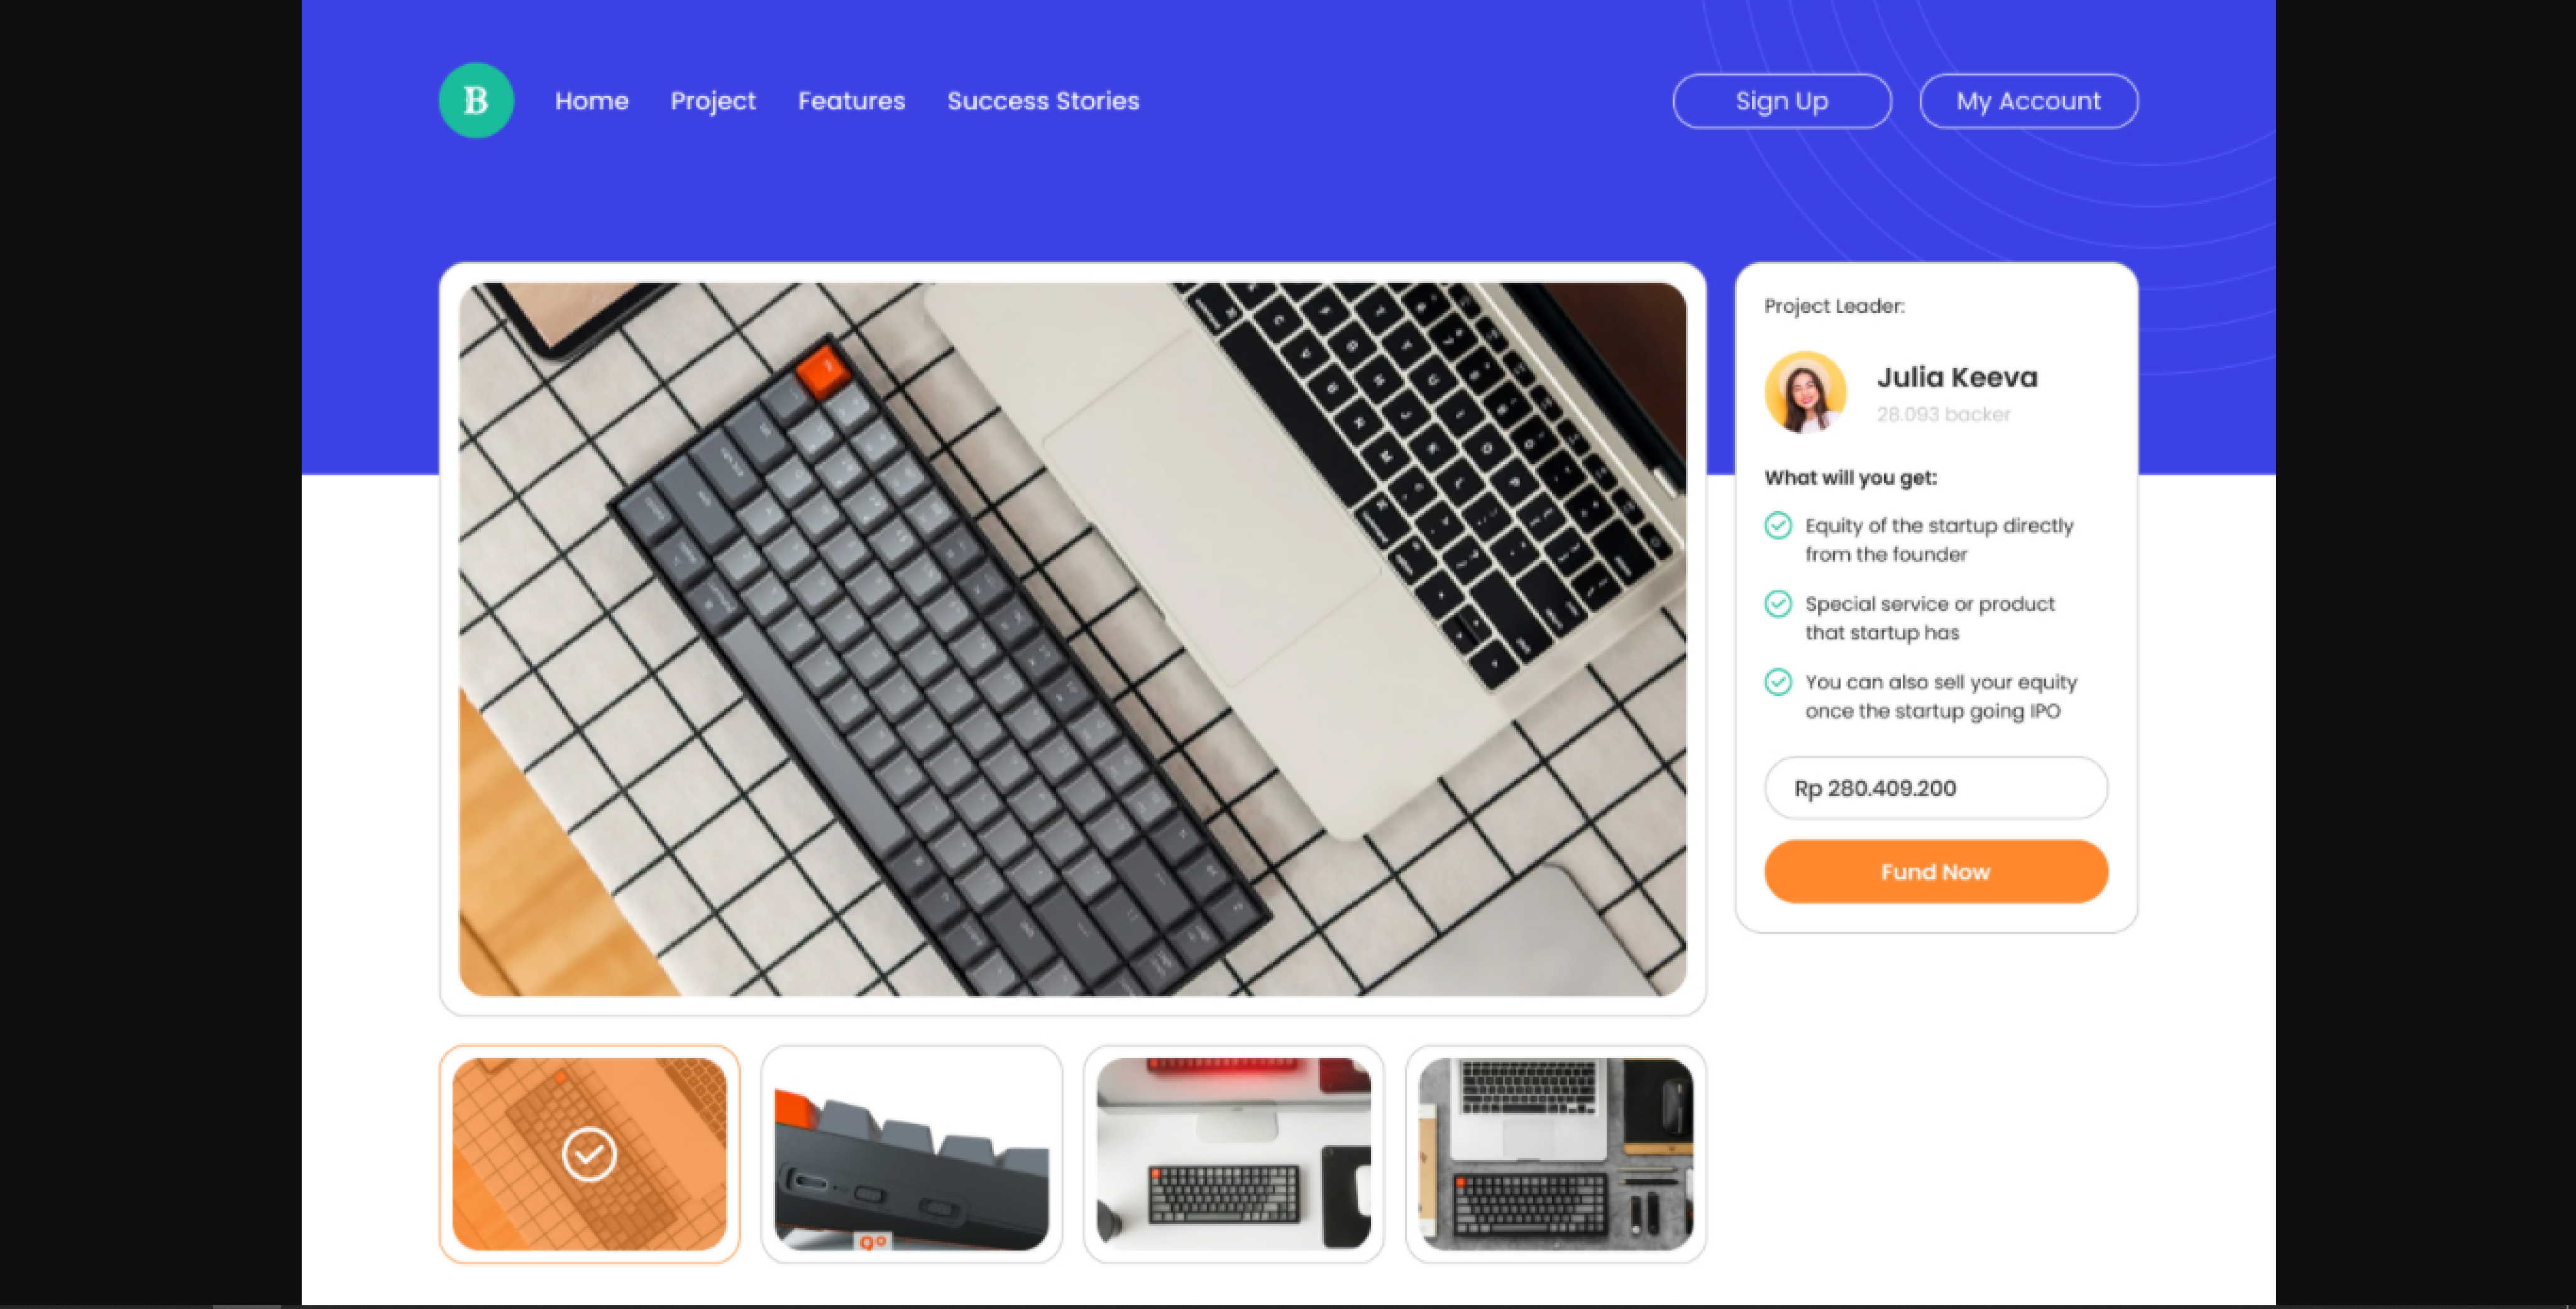 B
Home Project Features Success Stories
Sign Up My Account
Project Leader:
Julia Keeva
28.093 backer
What will you get:
Equity of the startup directly
from the founder
Special service or product
that startup has
You can also sell your equity
once the startup going IPO
Rp 280.409.200
Fund Now
9°